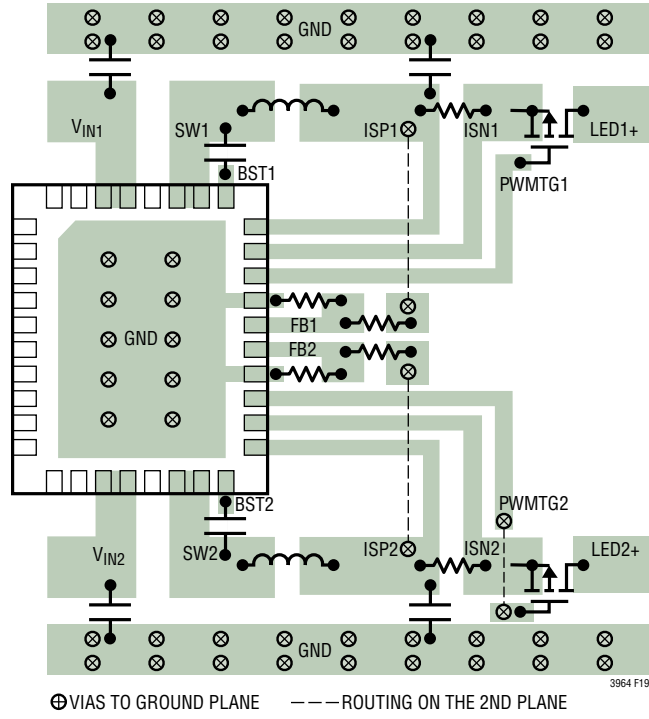 GND
VIN1
SW1
ISP1
ISN1
LED1+
BST1
PWMTG1
FB1
GND
FB2
BST2
PWMTG2
VIN2
SW2
ISP2
ISN2
LED2+
GND
3964 F19
VIAS TO GROUND PLANE
ROUTING ON THE 2ND PLANE